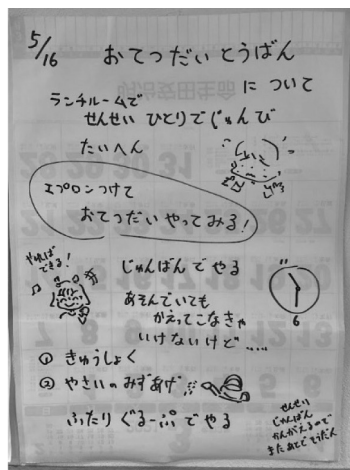 5/16 おてつだいとうばん
について
ランチルームで
せんせい ひとりでじゅんび
たいへん
エプロンつけて
おてつだいやってみる!
やれば
できる!
じゅんばんでやる
あそんでいても
かえってこなきゃ
いけないけど.....
11
6
① きゅうしょく
② やさいのみずあげ
ふたりぐるーぷでやる
せんせい
じゅんばん
かんがえるので
またあとでそうだん